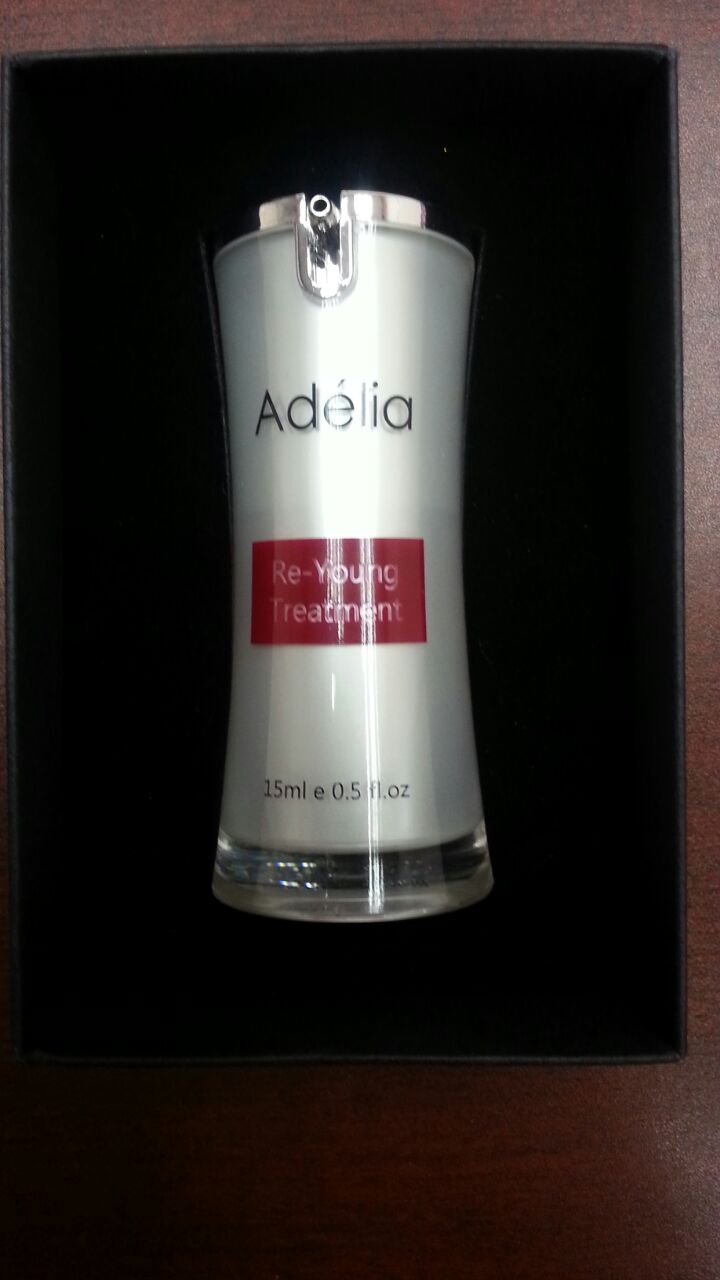 Adélia
Re-Young
Treatment
15ml e 0.5 fl.oz